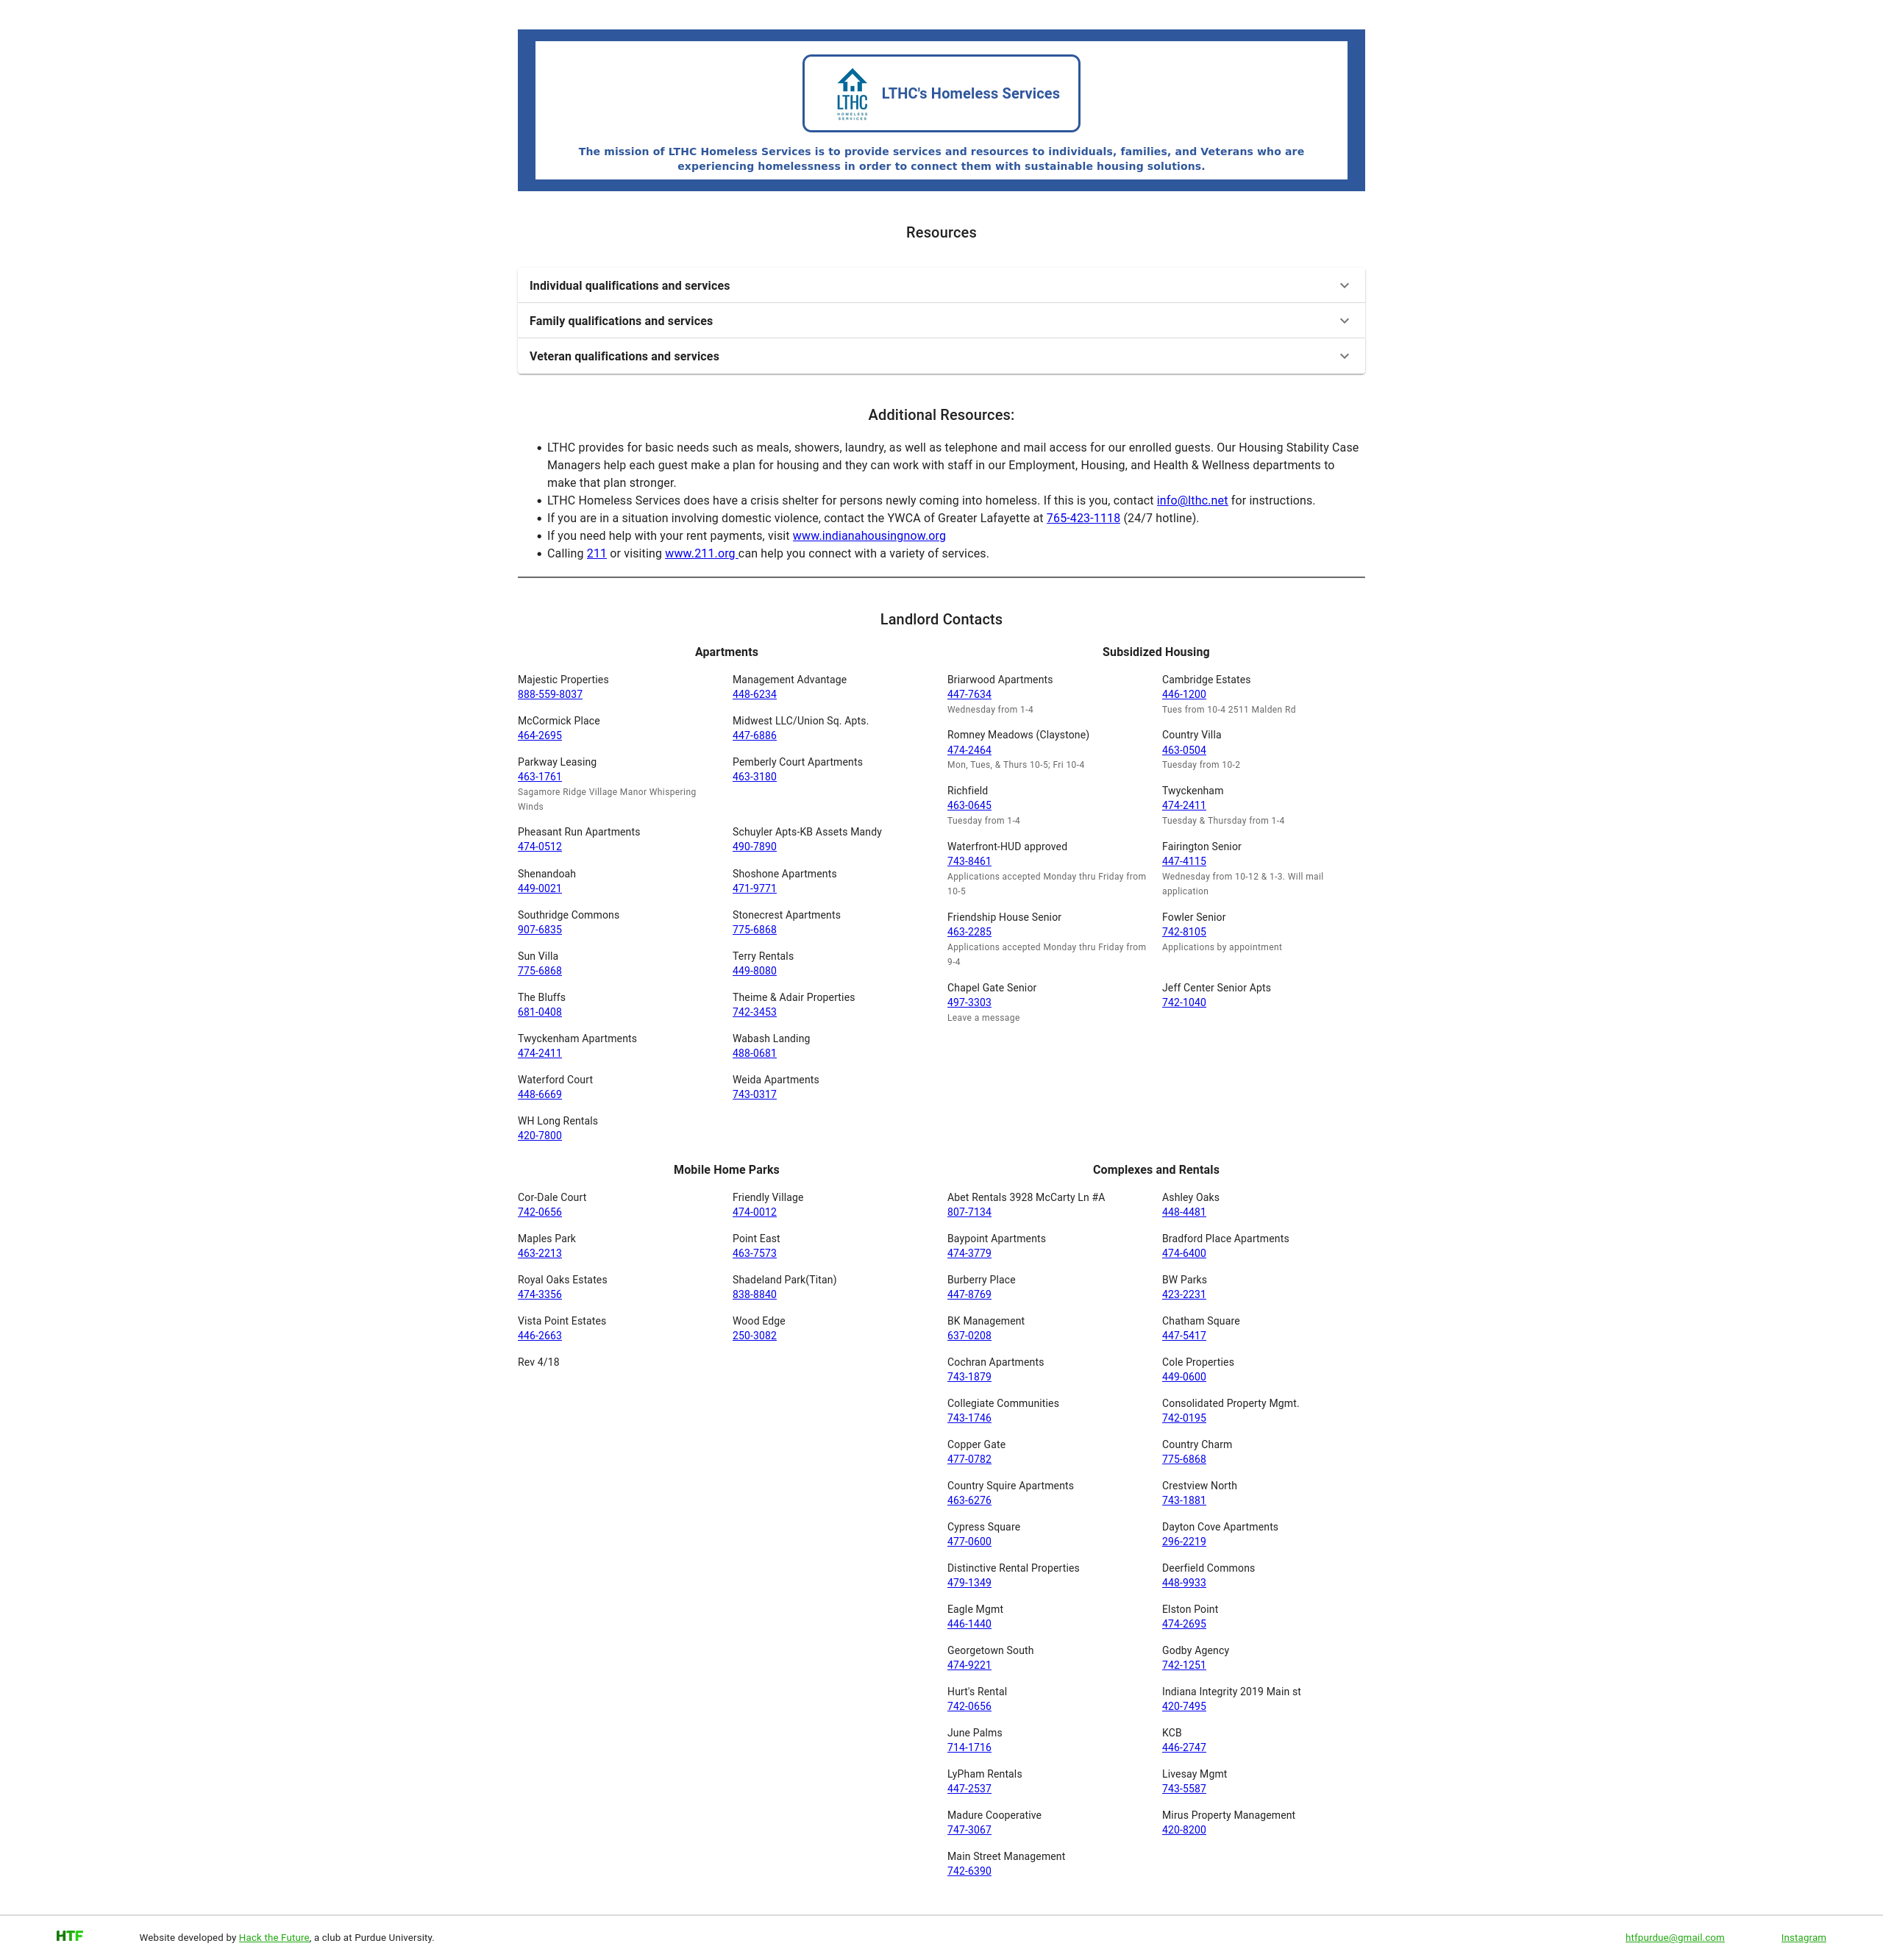 LTHC
HOMELESS
SERVICES
LTHC's Homeless Services
The mission of LTHC Homeless Services is to provide services and resources to individuals, families, and Veterans who are
experiencing homelessness in order to connect them with sustainable housing solutions.
Resources
Individual qualifications and services
Family qualifications and services
Veteran qualifications and services
Additional Resources:
• LTHC provides for basic needs such as meals, showers, laundry, as well as telephone and mail access for our enrolled guests. Our Housing Stability Case
Managers help each guest make a plan for housing and they can work with staff in our Employment, Housing, and Health & Wellness departments to
make that plan stronger.
• LTHC Homeless Services does have a crisis shelter for persons newly coming into homeless. If this is you, contact info@lthc.net for instructions.
• If you are in a situation involving domestic violence, contact the YWCA of Greater Lafayette at 765-423-1118 (24/7 hotline).
• If you need help with your rent payments, visit www.indianahousingnow.org
• Calling 211 or visiting www.211.org can help you connect with a variety of services.
Landlord Contacts
Apartments
Majestic Properties
888-559-8037
Management Advantage
448-6234
McCormick Place
464-2695
Midwest LLC/Union Sq. Apts.
447-6886
Parkway Leasing
463-1761
Sagamore Ridge Village Manor Whispering
Winds
Pemberly Court Apartments
463-3180
Pheasant Run Apartments
474-0512
Schuyler Apts-KB Assets Mandy
490-7890
Shenandoah
449-0021
Shoshone Apartments
471-9771
Southridge Commons
907-6835
Stonecrest Apartments
775-6868
Sun Villa
775-6868
Terry Rentals
449-8080
The Bluffs
681-0408
Theime & Adair Properties
742-3453
Twyckenham Apartments
474-2411
Wabash Landing
488-0681
Waterford Court
448-6669
Weida Apartments
743-0317
WH Long Rentals
420-7800
Subsidized Housing
Briarwood Apartments
447-7634
Wednesday from 1-4
Cambridge Estates
446-1200
Tues from 10-4 2511 Malden Rd
Romney Meadows (Claystone)
474-2464
Mon, Tues, & Thurs 10-5; Fri 10-4
Country Villa
463-0504
Tuesday from 10-2
Richfield
463-0645
Tuesday from 1-4
Twyckenham
474-2411
Tuesday & Thursday from 1-4
Waterfront-HUD approved
743-8461
Applications accepted Monday thru Friday from
10-5
Fairington Senior
447-4115
Wednesday from 10-12 & 1-3. Will mail
application
Friendship House Senior
463-2285
Applications accepted Monday thru Friday from
9-4
Fowler Senior
742-8105
Applications by appointment
Chapel Gate Senior
497-3303
Leave a message
Jeff Center Senior Apts
742-1040
Mobile Home Parks
Cor-Dale Court
742-0656
Friendly Village
474-0012
Maples Park
463-2213
Point East
463-7573
Royal Oaks Estates
474-3356
Shadeland Park(Titan)
838-8840
Vista Point Estates
446-2663
Wood Edge
250-3082
Rev 4/18
Complexes and Rentals
Abet Rentals 3928 McCarty Ln #A
807-7134
Ashley Oaks
448-4481
Baypoint Apartments
474-3779
Bradford Place Apartments
474-6400
Burberry Place
447-8769
BW Parks
423-2231
BK Management
637-0208
Chatham Square
447-5417
Cochran Apartments
743-1879
Cole Properties
449-0600
Collegiate Communities
743-1746
Consolidated Property Mgmt.
742-0195
Copper Gate
477-0782
Country Charm
775-6868
Country Squire Apartments
463-6276
Crestview North
743-1881
Cypress Square
477-0600
Dayton Cove Apartments
296-2219
Distinctive Rental Properties
479-1349
Deerfield Commons
448-9933
Eagle Mgmt
446-1440
Elston Point
474-2695
Georgetown South
474-9221
Godby Agency
742-1251
Hurt's Rental
742-0656
Indiana Integrity 2019 Main st
420-7495
June Palms
714-1716
KCB
446-2747
LyPham Rentals
447-2537
Livesay Mgmt
743-5587
Madure Cooperative
747-3067
Mirus Property Management
420-8200
Main Street Management
742-6390
HTF
Website developed by Hack the Future, a club at Purdue University.
htfpurdue@gmail.com
Instagram